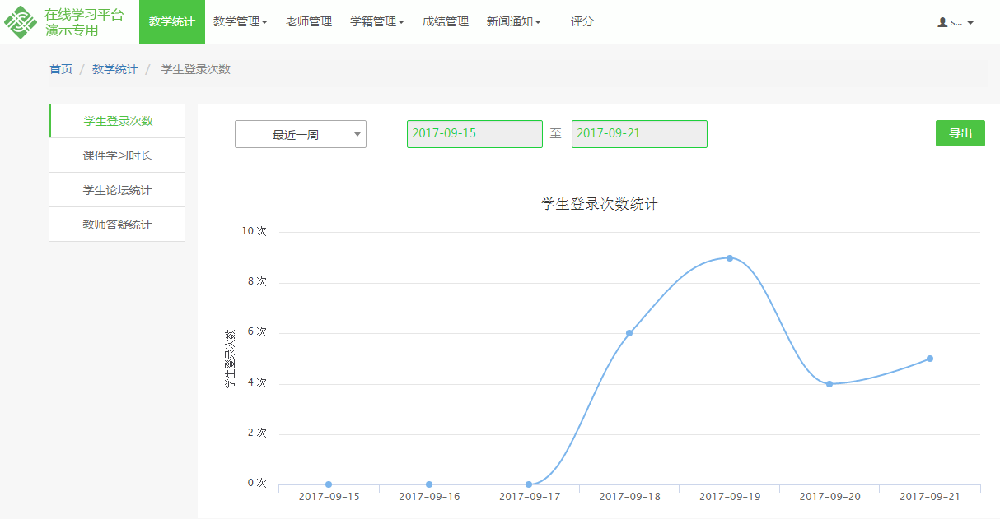 在线学习平台
演示专用
教学统计 教学管理 老师管理 学籍管理 成绩管理 新闻通知 评分 s...
首页 / 教学统计 / 学生登录次数
学生登录次数
课件学习时长
学生论坛统计
教师答疑统计
最近一周 2017-09-15 至 2017-09-21 导出
学生登录次数统计
学生登录次数
10 次
8 次
6 次
4 次
2 次
0 次
2017-09-15 2017-09-16 2017-09-17 2017-09-18 2017-09-19 2017-09-20 2017-09-21